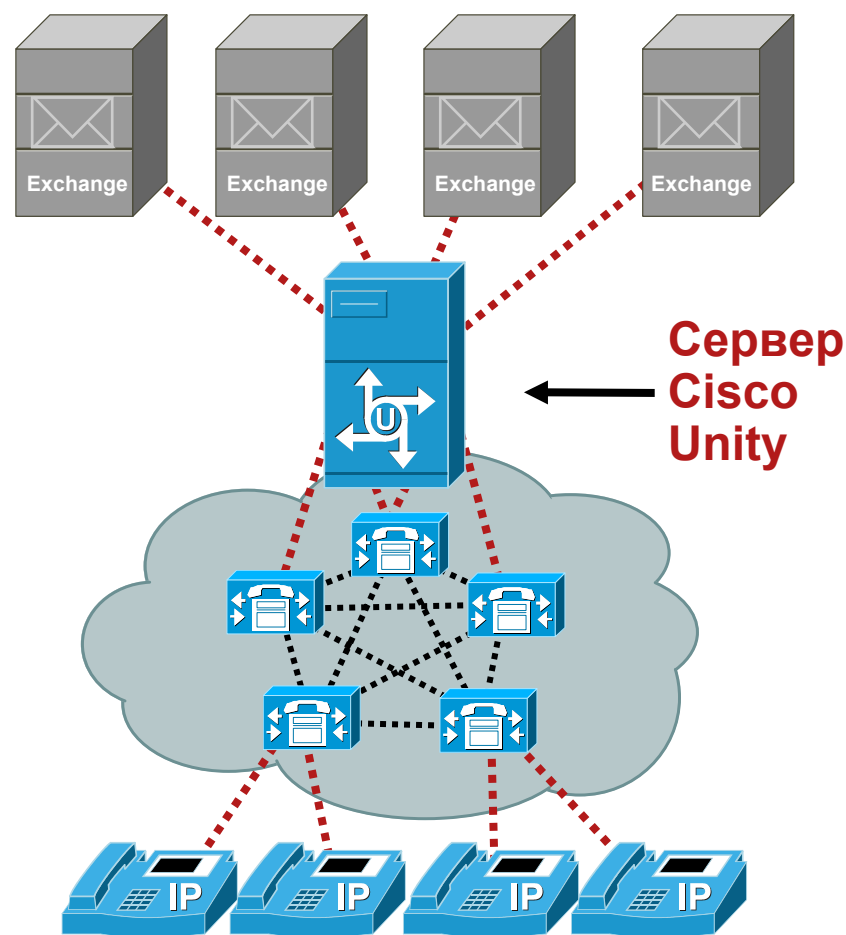 Exchange Exchange Exchange Exchange
Сервер
Cisco
Unity
U
IP IP IP IP